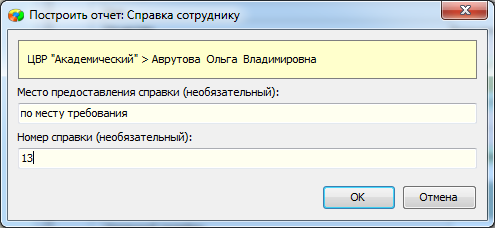 Построить отчет: Справка сотруднику
ЦВР "Академический" > Аврутова Ольга Владимировна
Место предоставления справки (необязательный):
по месту требования
Номер справки (необязательный):
13
OK
Отмена